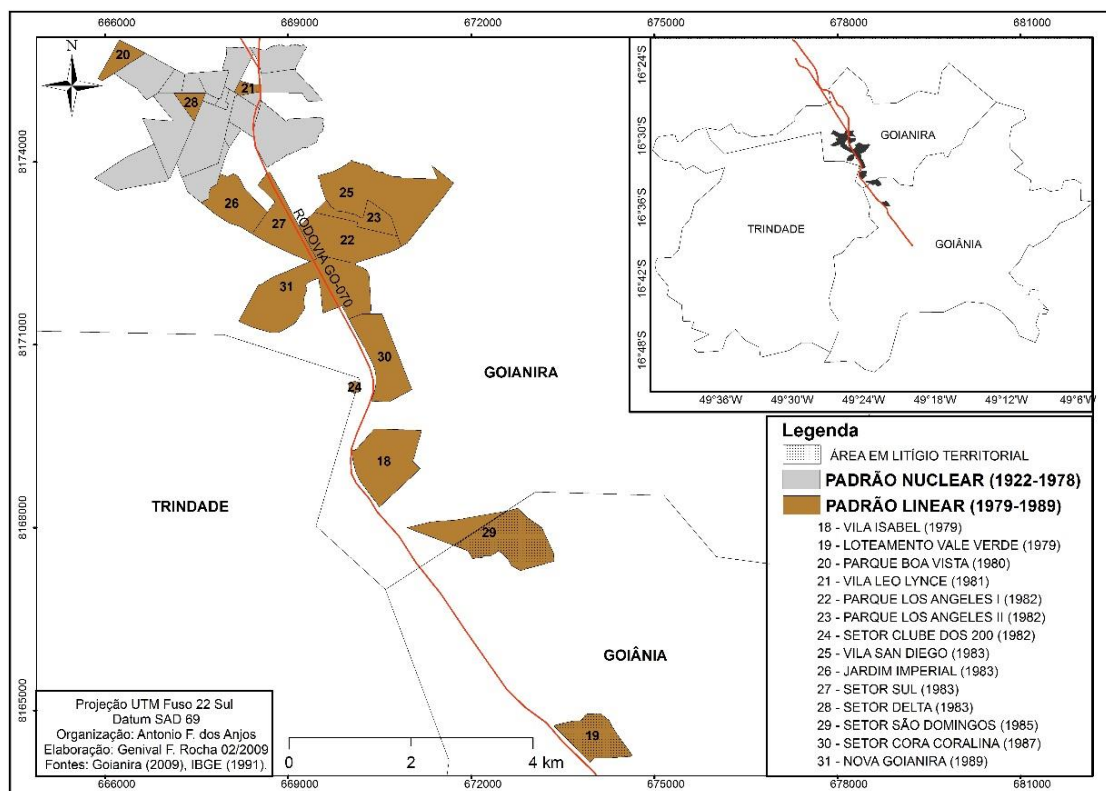 666000 669000 672000 675000 678000 681000
N
8174000
8171000
8168000
8165000
20
21
28
25
26
23
27
22
RODOVIA GO-070
31
30
24
GOIANIRA
18
TRINDADE
29
GOIÂNIA
19
16°24'S
16°30'S
16°36'S
16°42'S
16°48'S
GOIANIRA
TRINDADE
GOIÂNIA
49°36'W 49°30'W 49°24'W 49°18'W 49°12'W 49°6'W
Legenda
ÁREA EM LITÍGIO TERRITORIAL
PADRÃO NUCLEAR (1922-1978)
PADRÃO LINEAR (1979-1989)
18 - VILA ISABEL (1979)
19 - LOTEAMENTO VALE VERDE (1979)
20 - PARQUE BOA VISTA (1980)
21 - VILA LEO LYNCE (1981)
22 - PARQUE LOS ANGELES I (1982)
23 - PARQUE LOS ANGELES II (1982)
24 - SETOR CLUBE DOS 200 (1982)
25 - VILA SAN DIEGO (1983)
26 - JARDIM IMPERIAL (1983)
27 - SETOR SUL (1983)
28 - SETOR DELTA (1983)
29 - SETOR SÃO DOMINGOS (1985)
30 - SETOR CORA CORALINA (1987)
31 - NOVA GOIANIRA (1989)
Projeção UTM Fuso 22 Sul
Datum SAD 69
Organização: Antonio F. dos Anjos
Elaboração: Genival F. Rocha 02/2009
Fontes: Goianira (2009), IBGE (1991).
0 2 4 km
666000 669000 672000 675000 678000 681000